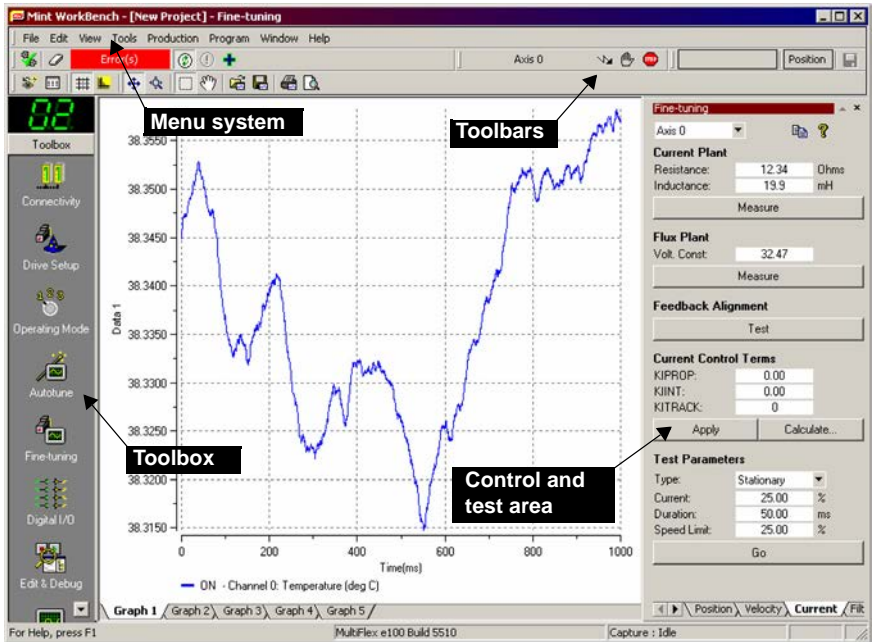 Mint WorkBench - [New Project] - Fine-tuning
File Edit View Tools Production Program Window Help
Error(s)
Axis 0
STOP
Position
02
Toolbox
Connectivity
Drive Setup
Operating Mode
Autotune
Fine-tuning
Digital I/O
Edit & Debug
Menu system
Toolbars
Toolbox
Control and
test area
Data 1
38.3550
38.3500
38.3450
38.3400
38.3350
38.3300
38.3250
38.3200
38.3150
0 200 400 600 800 1000
Time(ms)
ON - Channel 0: Temperature (deg C)
Graph 1 Graph 2 Graph 3 Graph 4 Graph 5
Fine-tuning
Axis 0
Current Plant
Resistance: 12.34 Ohms
Inductance: 19.9 mH
Measure
Flux Plant
Volt. Const: 32.47
Measure
Feedback Alignment
Test
Current Control Terms
KIPROP: 0.00
KIINT: 0.00
KITRACK: 0
Apply Calculate...
Test Parameters
Type: Stationary
Current: 25.00 %
Duration: 50.00 ms
Speed Limit: 25.00 %
Go
Position Velocity Current Filt
For Help, press F1
MultiFlex e100 Build 5510
Capture : Idle